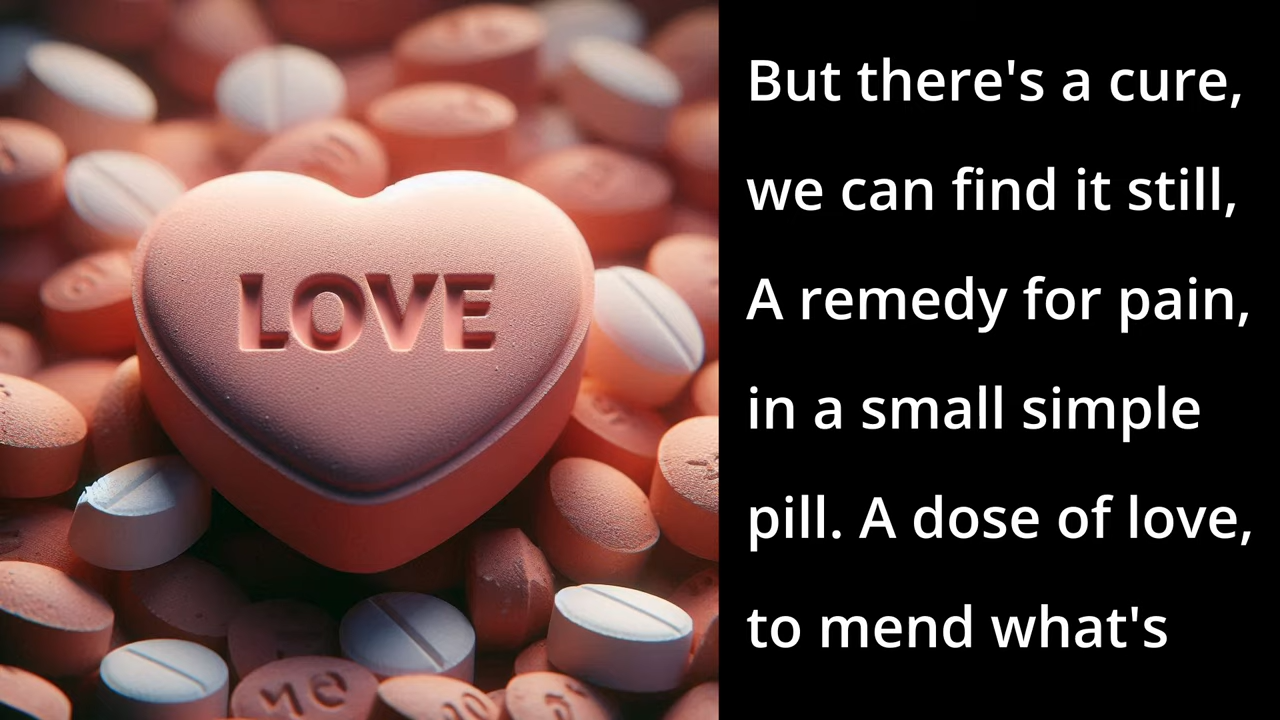 LOVE
But there's a cure,
we can find it still,
A remedy for pain,
in a small simple
pill. A dose of love,
to mend what's